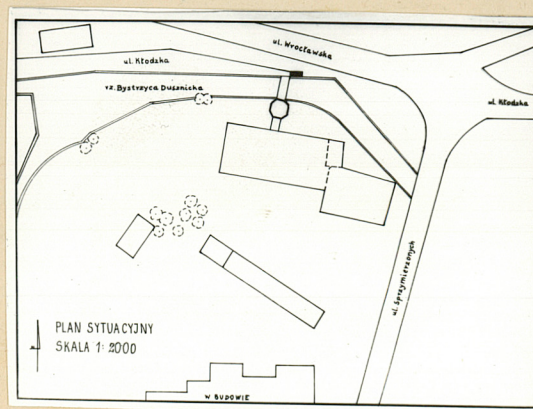 ul. Wrocławska
ul. Kłodzka
rz. Bystrzyca Dusznicka
ul. Kłodzka
ul. Sprzymierzonych
PLAN SYTUACYJNY
SKALA 1:2000
W BUDOWIE